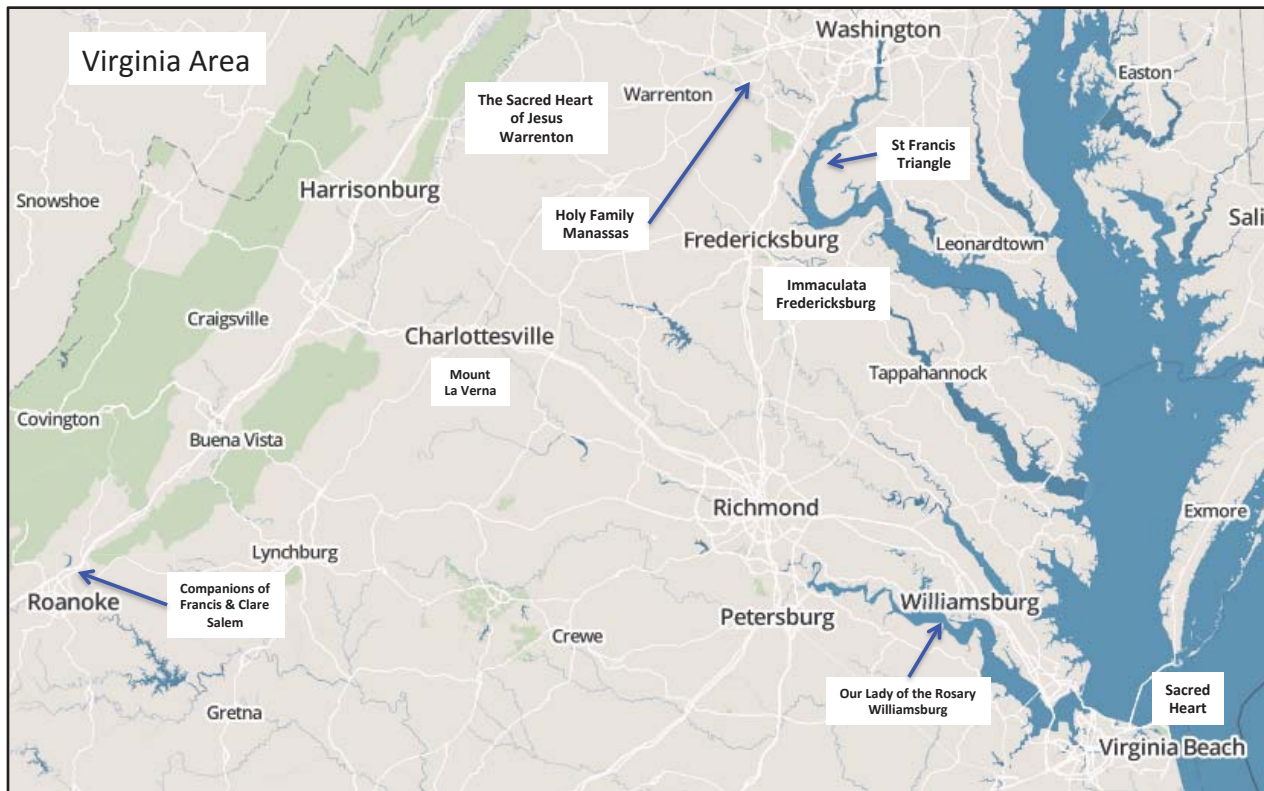 Virginia Area
Washington
Easton
Warrenton
The Sacred Heart
of Jesus
Warrenton
St Francis
Triangle
Harrisonburg
Snowshoe
Holy Family
Manassas
Fredericksburg
Leonardtown
Sali
Immaculata
Fredericksburg
Craigsville
Charlottesville
Mount
La Verna
Tappahannock
Covington
Buena Vista
Richmond
Exmore
Lynchburg
Companions of
Francis & Clare
Salem
Roanoke
Williamsburg
Petersburg
Crewe
Our Lady of the Rosary
Williamsburg
Sacred
Heart
Gretna
Virginia Beach